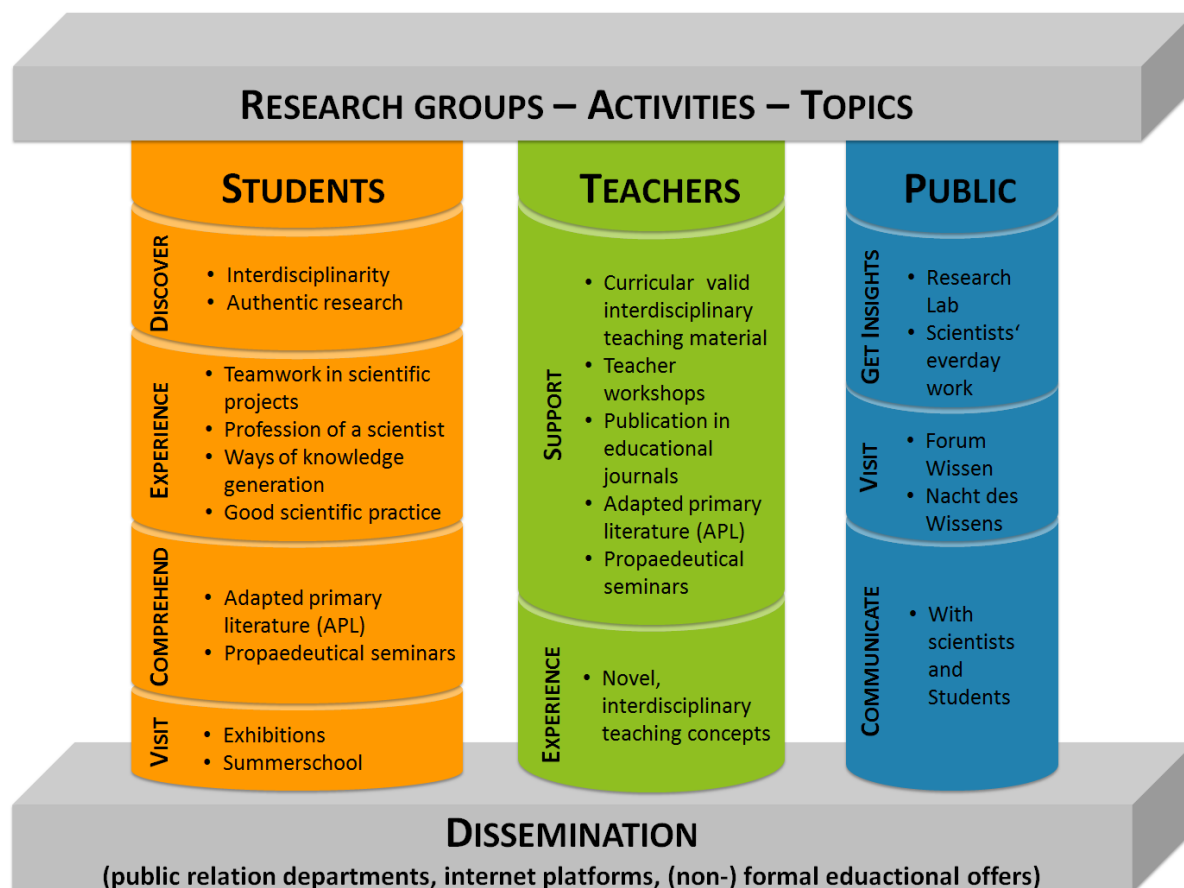 RESEARCH GROUPS – ACTIVITIES – TOPICS
STUDENTS
DISCOVER
• Interdisciplinarity
• Authentic research
EXPERIENCE
• Teamwork in scientific
projects
• Profession of a scientist
• Ways of knowledge
generation
• Good scientific practice
COMPREHEND
• Adapted primary
literature (APL)
• Propaedeutical seminars
VISIT
• Exhibitions
• Summerschool
TEACHERS
SUPPORT
• Curricular valid
interdisciplinary
teaching material
• Teacher
workshops
• Publication in
educational
journals
• Adapted primary
literature (APL)
• Propaedeutical
seminars
EXPERIENCE
• Novel,
interdisciplinary
teaching concepts
PUBLIC
GET INSIGHTS
• Research
Lab
• Scientists‘
everyday
work
VISIT
• Forum
Wissen
• Nacht des
Wissens
COMMUNICATE
• With
scientists
and
Students
DISSEMINATION
(public relation departments, internet platforms, (non-) formal eduactional offers)